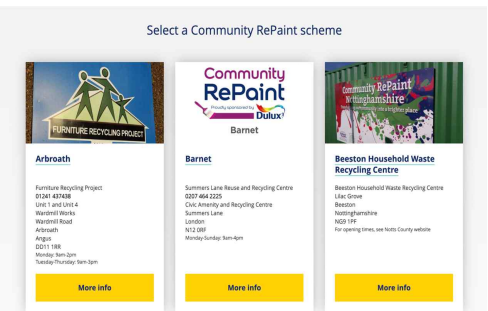 Select a Community RePaint scheme
FURNITURE RECYCLING PROJECT
Arbroath
Furniture Recycling Project
01241 437438
Unit 1 and Unit 4
Wardmill Works
Wardmill Road
Arbroath
Angus
DD11 1RR
Monday: 9am-2pm
Tuesday-Thursday: 9am-3pm
More info
Community
RePaint
Proudly sponsored by
Dulux
Barnet
Barnet
Summers Lane Reuse and Recycling Centre
0207 464 2225
Civic Amenity and Recycling Centre
Summers Lane
London
N12 0RF
Monday-Sunday: 9am-4pm
More info
Community RePaint
Nottinghamshire
Beeston Household Waste
Recycling Centre
Beeston Household Waste Recycling Centre
Lilac Grove
Beeston
Nottinghamshire
NG9 1PF
For opening times, see Notts County website
More info